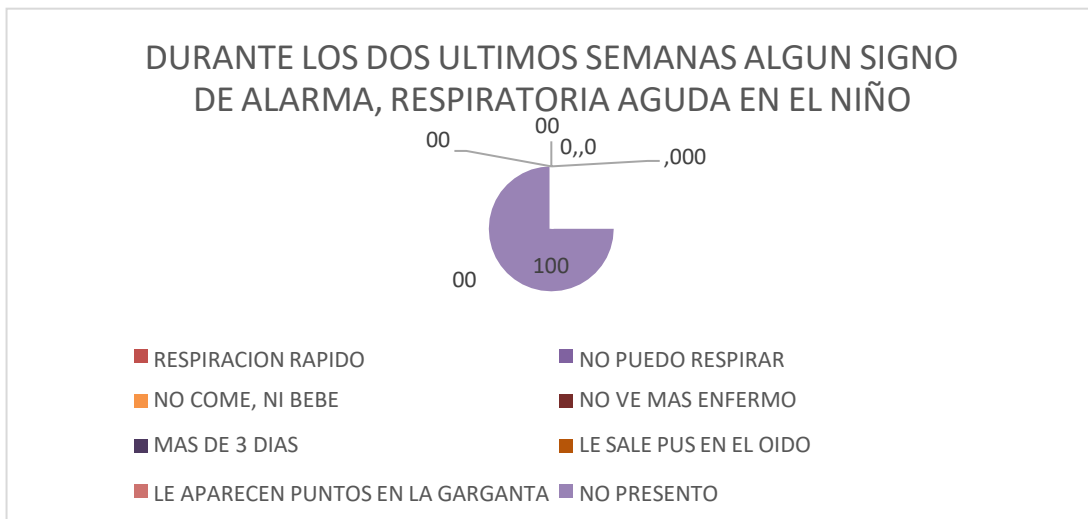 DURANTE LOS DOS ULTIMOS SEMANAS ALGUN SIGNO
DE ALARMA, RESPIRATORIA AGUDA EN EL NIÑO
00
00
0,,0
,000
00
100
RESPIRACION RAPIDO
NO PUEDO RESPIRAR
NO COME, NI BEBE
NO VE MAS ENFERMO
MAS DE 3 DIAS
LE SALE PUS EN EL OIDO
LE APARECEN PUNTOS EN LA GARGANTA
NO PRESENTO